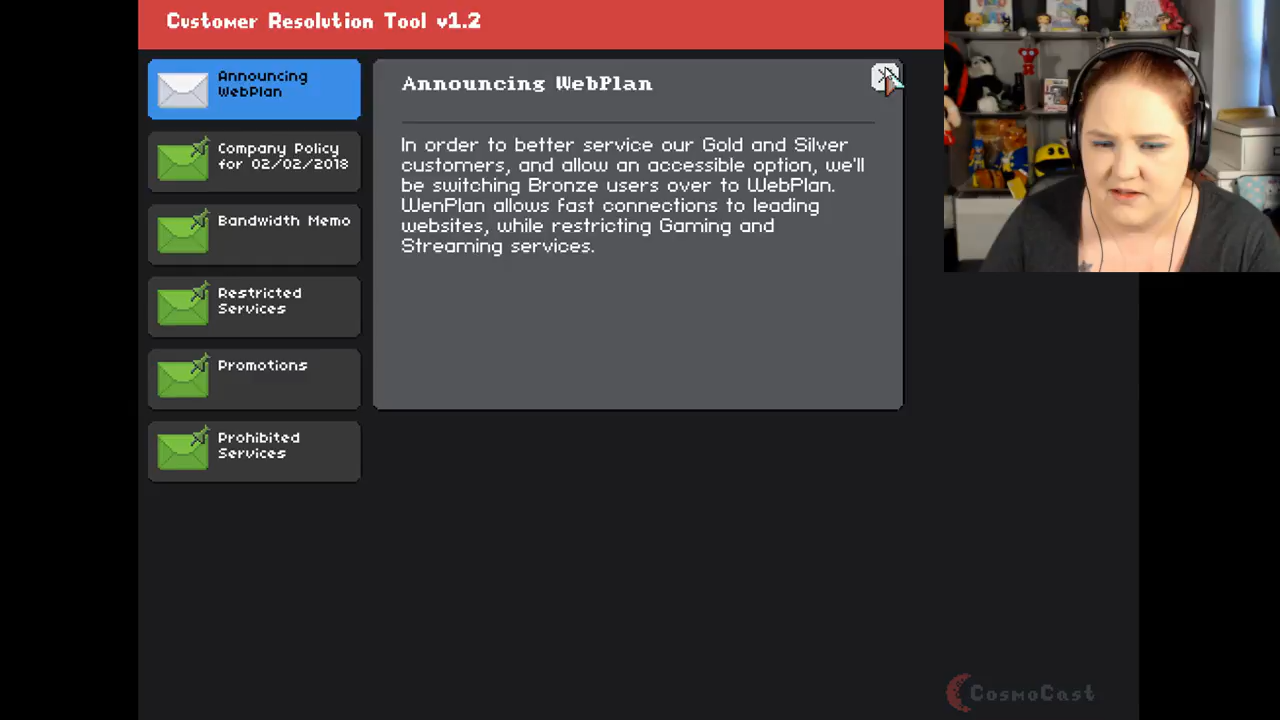 Customer Resolution Tool v1.2
Announcing
WebPlan
Company Policy
for 02/02/2018
Bandwidth Memo
Restricted
Services
Promotions
Prohibited
Services
Announcing WebPlan
In order to better service our Gold and Silver
customers, and allow an accessible option, we'll
be switching Bronze users over to WebPlan.
WenPlan allows fast connections to leading
websites, while restricting Gaming and
Streaming services.
CosmoCast